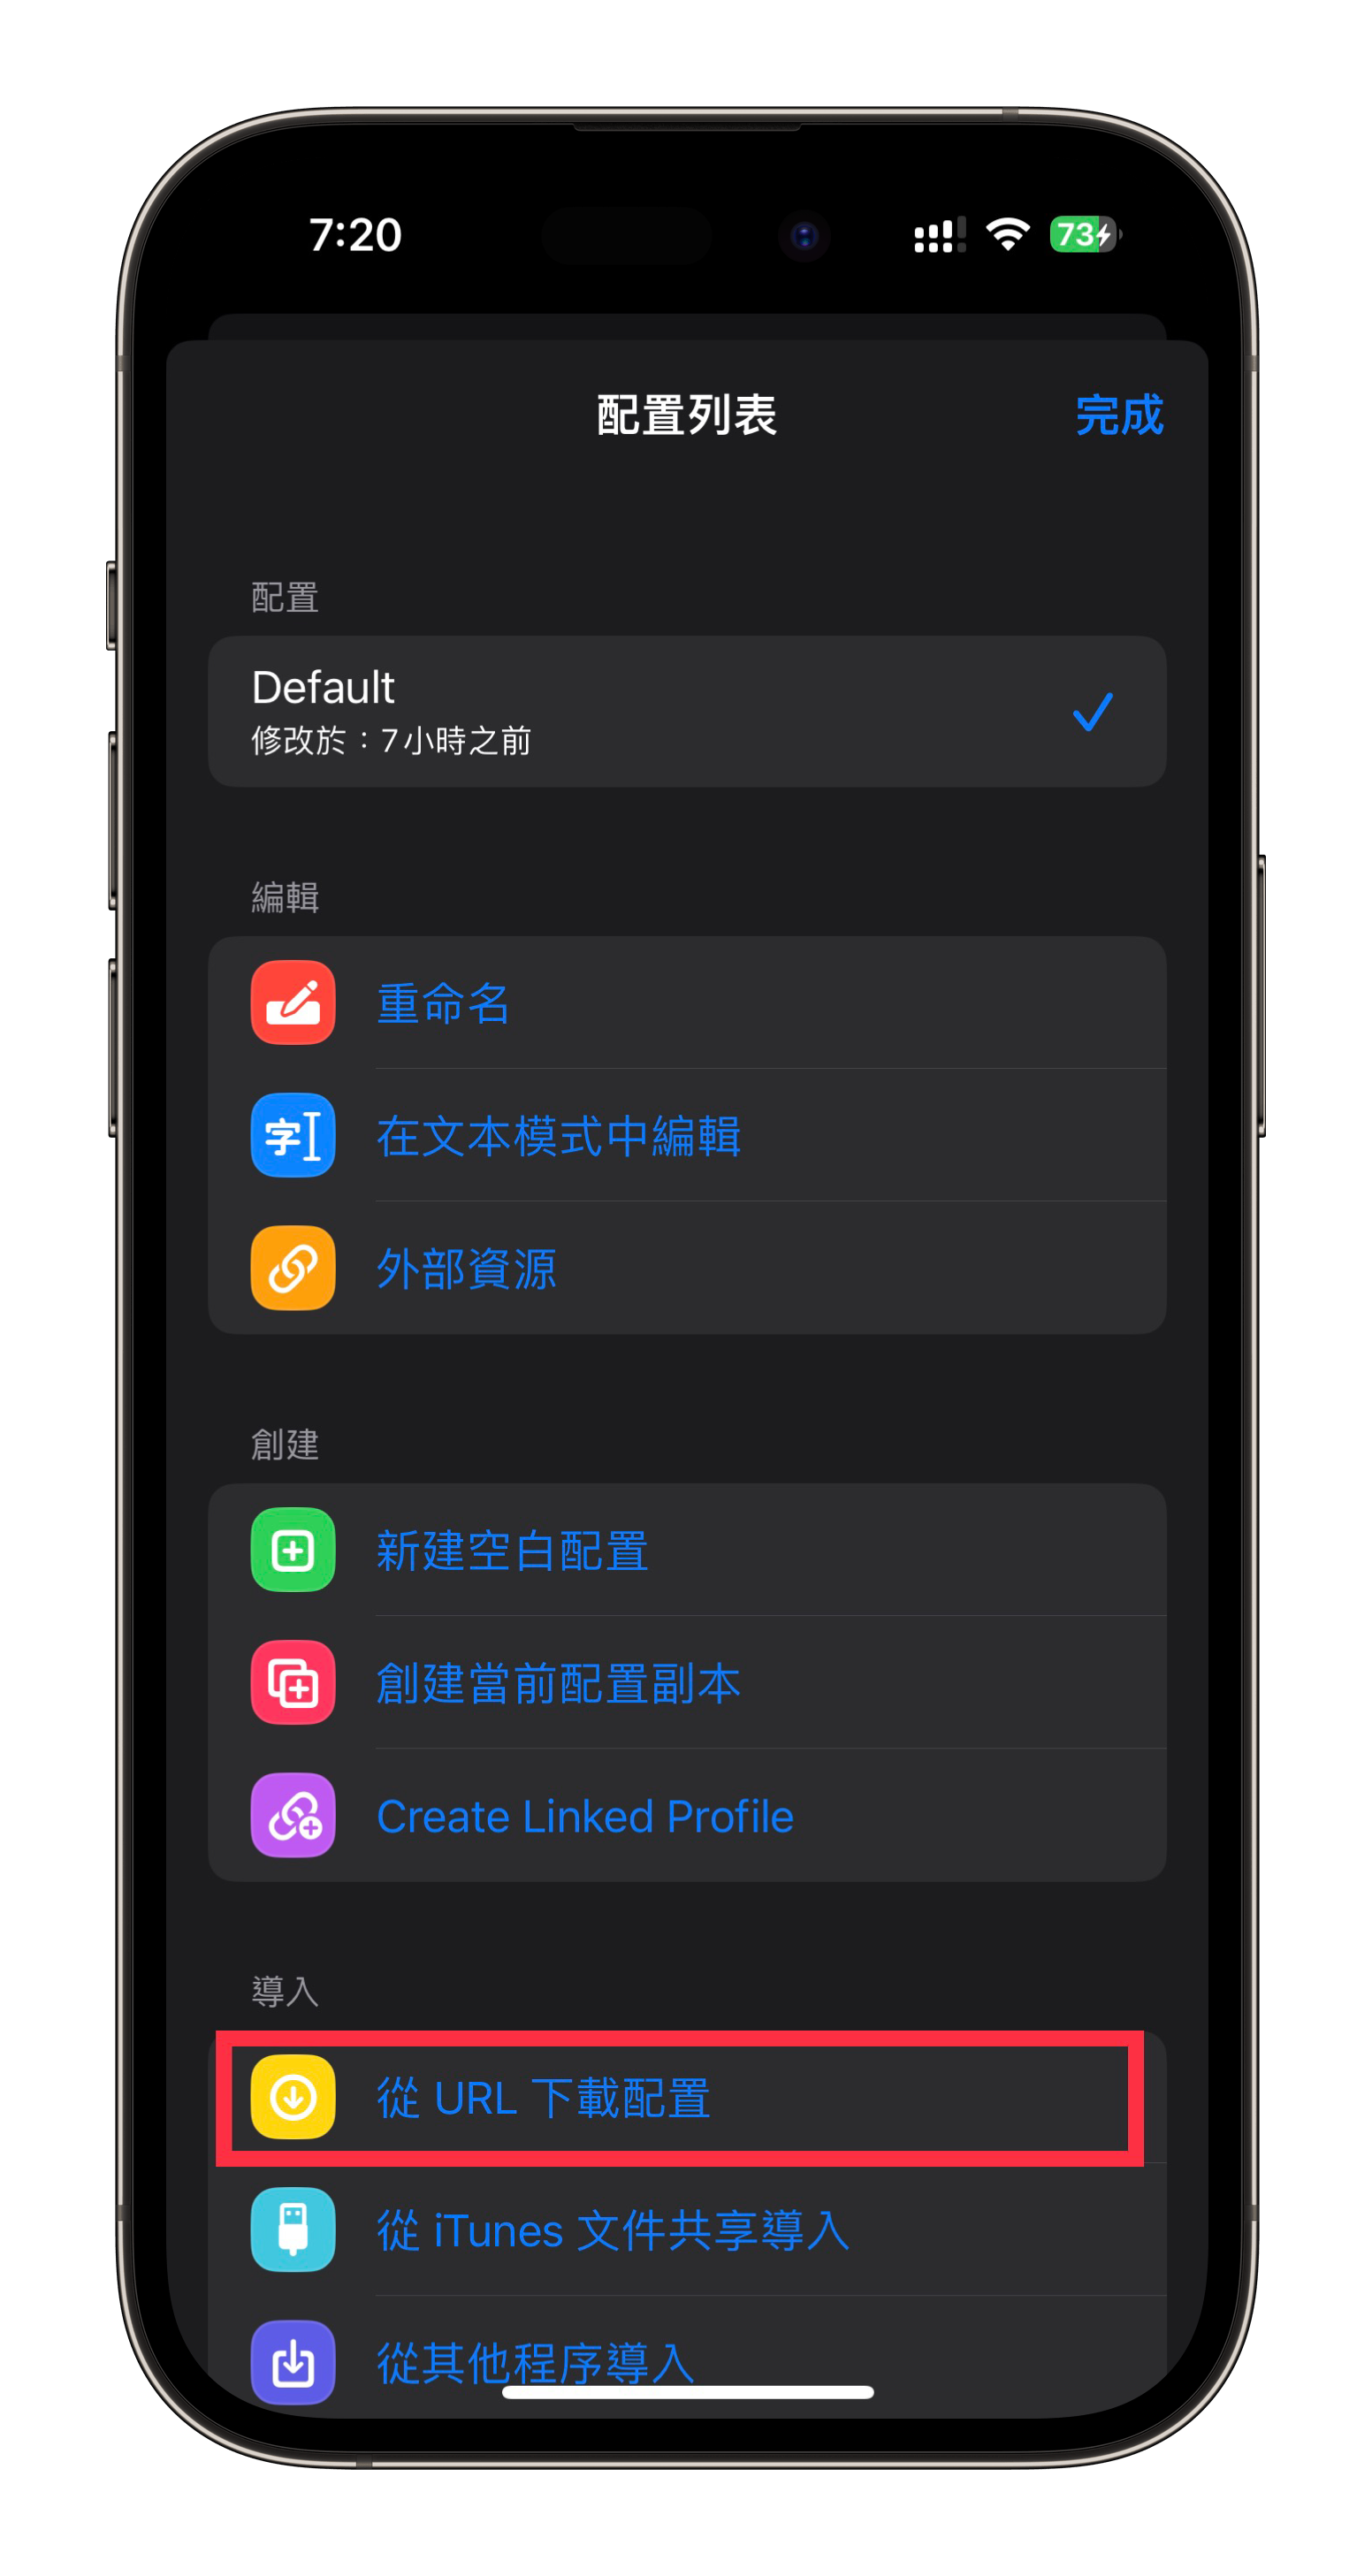 7:20
73
配置列表
完成
配置
Default
修改於：7 小時之前
編輯
重命名
字
在文本模式中編輯
外部資源
創建
新建空白配置
創建當前配置副本
Create Linked Profile
導入
從 URL 下載配置
從 iTunes 文件共享導入
從其他程序導入